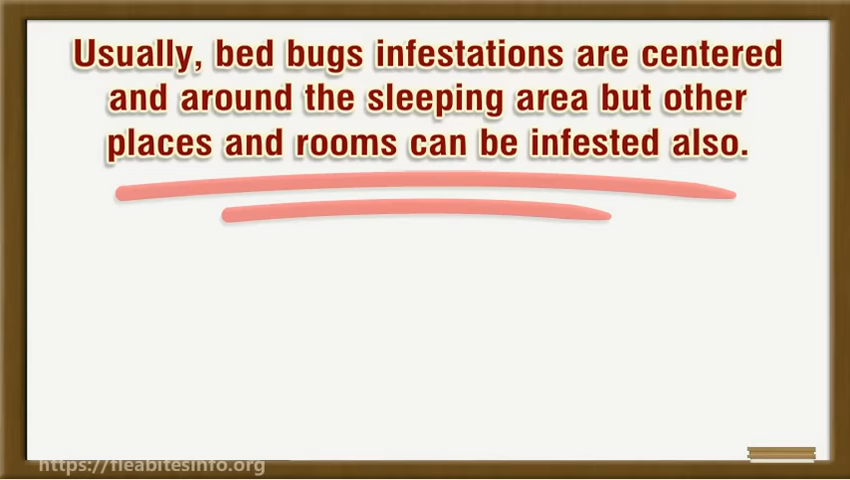 Usually, bed bugs infestations are centered
and around the sleeping area but other
places and rooms can be infested also.
https://fleabitesinfo.org